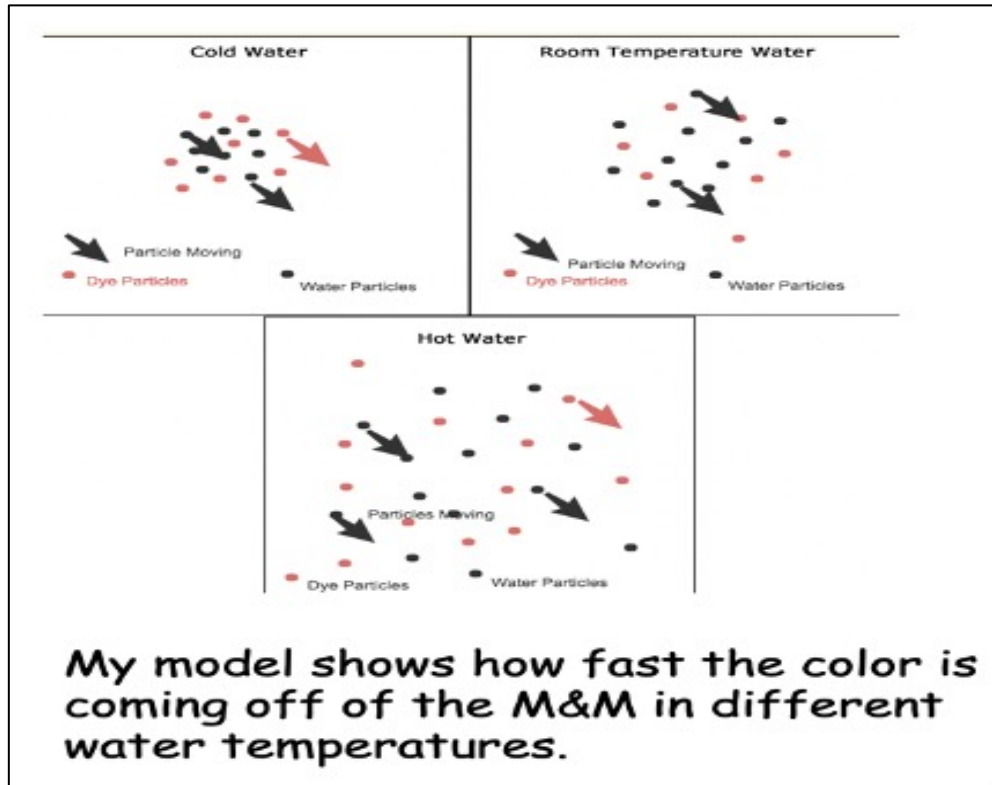 Cold Water
Room Temperature Water
Particle Moving
Dye Particles
Water Particles
Particle Moving
Dye Particles
Water Particles
Hot Water
Particles Moving
Dye Particles
Water Particles
My model shows how fast the color is
coming off of the M&M in different
water temperatures.